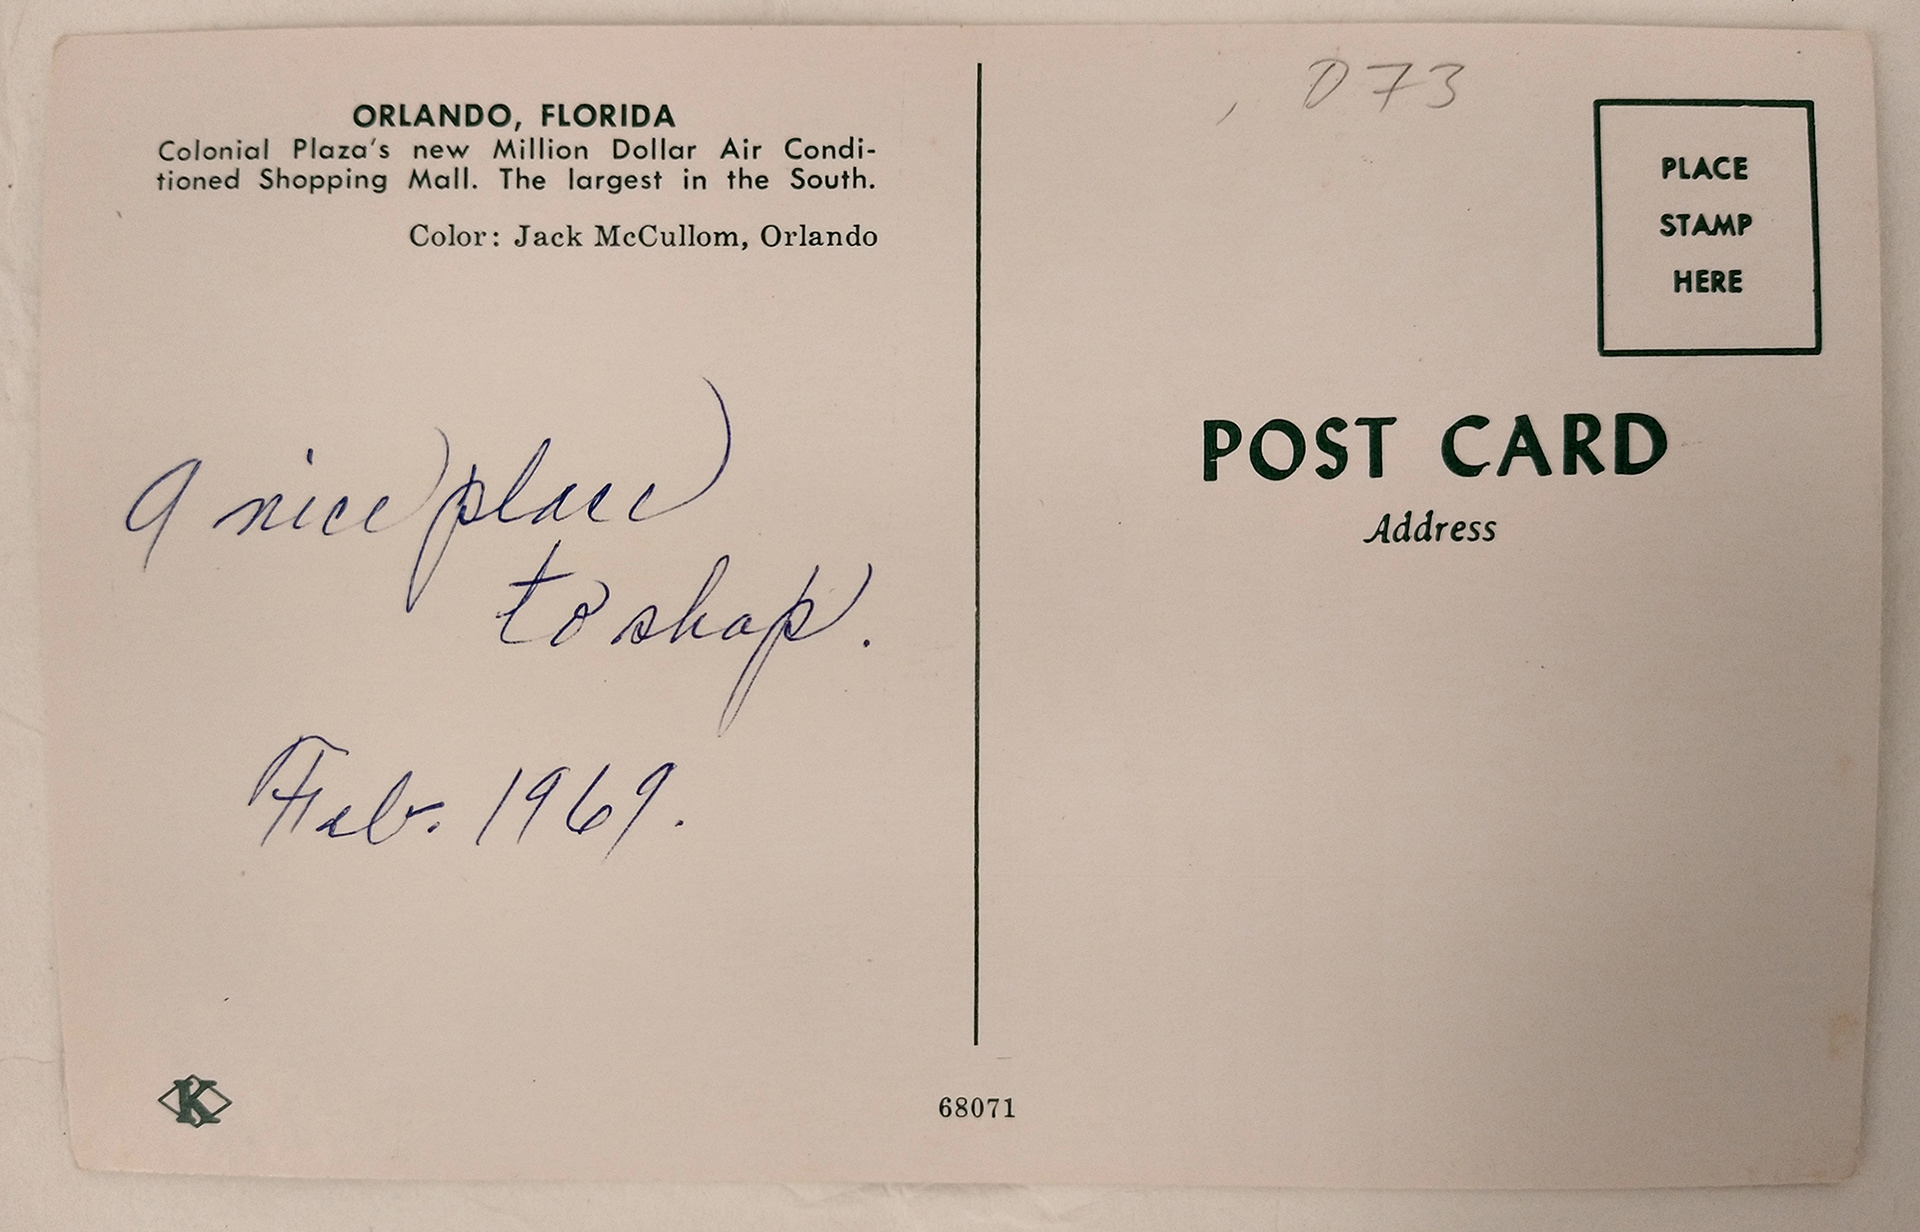 ORLANDO, FLORIDA
Colonial Plaza's new Million Dollar Air Condi-
tioned Shopping Mall. The largest in the South.
Color: Jack McCullom, Orlando
A nice place
to shop.
Feb. 1969.
K
68071
D73
PLACE
STAMP
HERE
POST CARD
Address